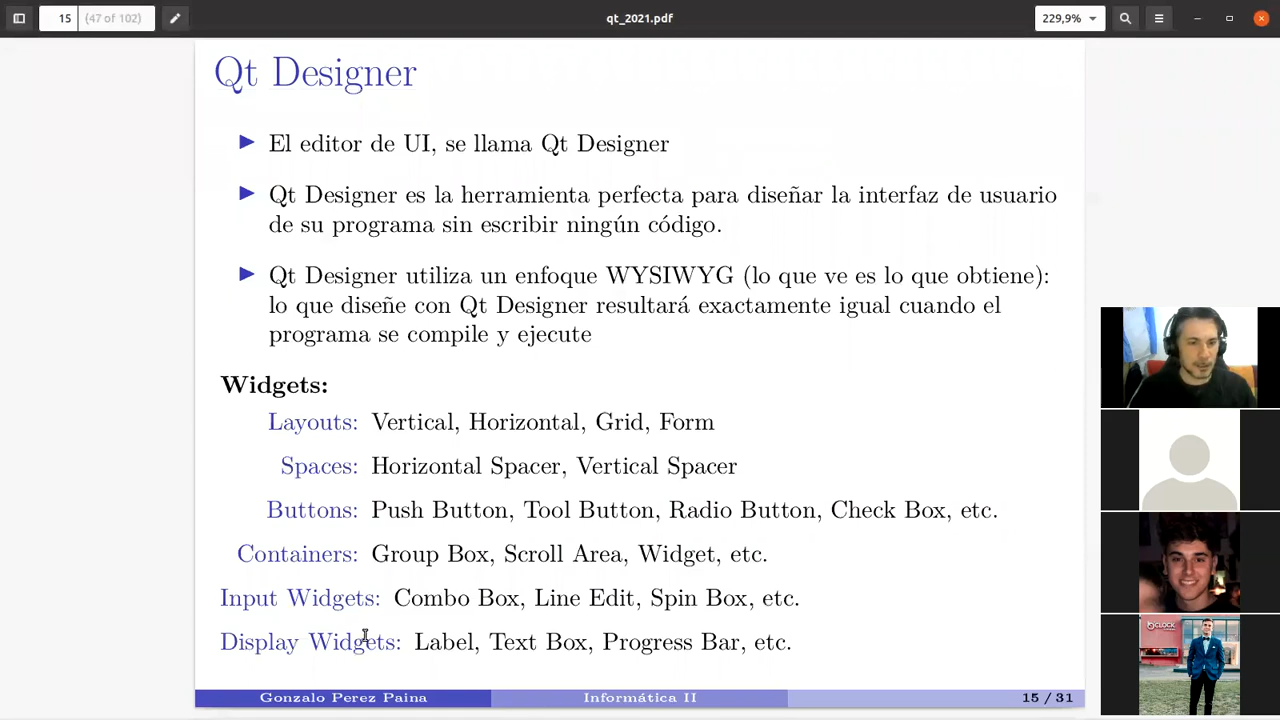 15
(47 of 102)
qt_2021.pdf
229,9%
Qt Designer
El editor de UI, se llama Qt Designer
Qt Designer es la herramienta perfecta para diseñar la interfaz de usuario
de su programa sin escribir ningún código.
Qt Designer utiliza un enfoque WYSIWYG (lo que ve es lo que obtiene):
lo que diseñe con Qt Designer resultará exactamente igual cuando el
programa se compile y ejecute
Widgets:
Layouts: Vertical, Horizontal, Grid, Form
Spaces: Horizontal Spacer, Vertical Spacer
Buttons: Push Button, Tool Button, Radio Button, Check Box, etc.
Containers: Group Box, Scroll Area, Widget, etc.
Input Widgets: Combo Box, Line Edit, Spin Box, etc.
Display Widgets: Label, Text Box, Progress Bar, etc.
Gonzalo Perez Paina
Informática II
15 / 31
CLOCK